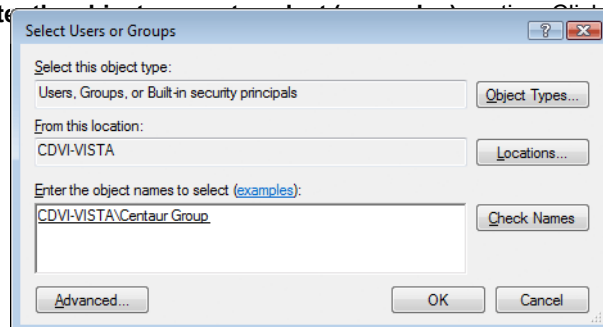 Select Users or Groups
Select this object type:
Users, Groups, or Built-in security principals
Object Types...
From this location:
CDVI-VISTA
Locations...
Enter the object names to select (examples):
CDVI-VISTA\Centaur Group
Check Names
Advanced...
OK
Cancel